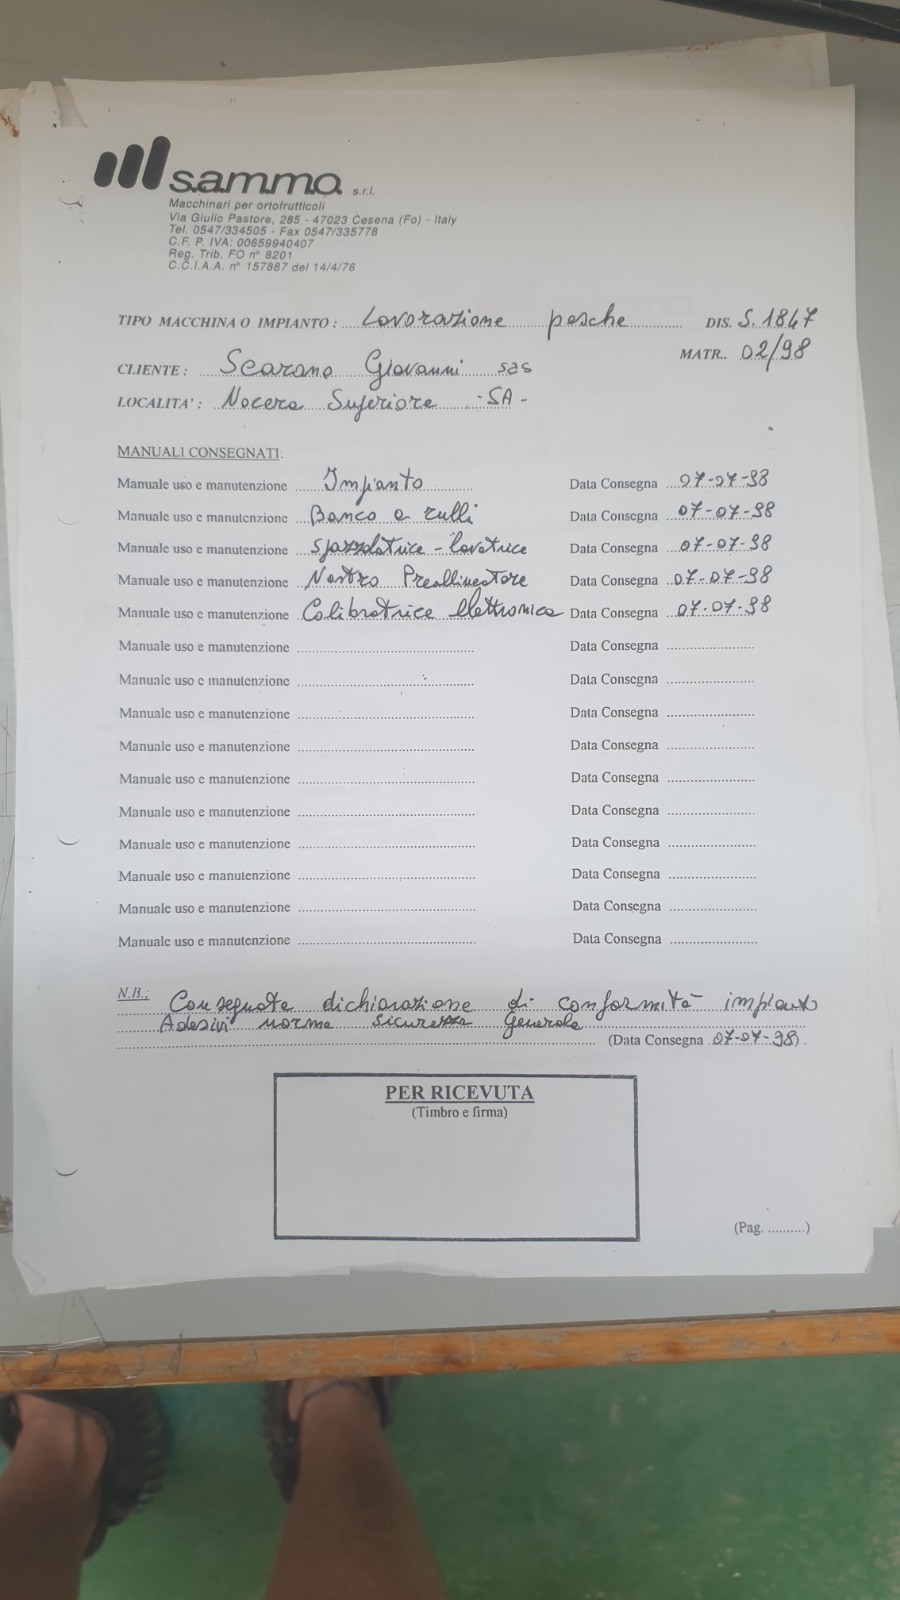 s.a.m.m.o. s.r.l.
Macchinari per ortofrutticoli
Via Giulio Pastore, 285 - 47023 Cesena (Fo) - Italy
Tel. 0547/334505 - Fax 0547/335778
C.F. P. IVA: 00659940407
Reg. Trib. FO n° 8201
C.C.I.A.A. n° 157887 del 14/4/76
TIPO MACCHINA O IMPIANTO : Lavorazione pesche DIS. S. 1847
MATR.. 02/98
CLIENTE : Scarano Giovanni sas
LOCALITA' : Nocera Superiore - SA -
MANUALI CONSEGNATI:
Manuale uso e manutenzione Impianto Data Consegna 07-07-98
Manuale uso e manutenzione Banco a rulli Data Consegna 07-07-98
Manuale uso e manutenzione Spazzolatrice - lavatrice Data Consegna 07-07-98
Manuale uso e manutenzione Nastro Preallineatore Data Consegna 07-07-98
Manuale uso e manutenzione Calibratrice elettronica Data Consegna 07-07-98
Manuale uso e manutenzione Data Consegna
Manuale uso e manutenzione Data Consegna
Manuale uso e manutenzione Data Consegna
Manuale uso e manutenzione Data Consegna
Manuale uso e manutenzione Data Consegna
Manuale uso e manutenzione Data Consegna
Manuale uso e manutenzione Data Consegna
Manuale uso e manutenzione Data Consegna
Manuale uso e manutenzione Data Consegna
Manuale uso e manutenzione Data Consegna
N.B.: Consegnate dichiarazione di conformità impianto
Adesivi norme sicurezza generale
(Data Consegna 07-07-98).
PER RICEVUTA
(Timbro e firma)
(Pag. ..........)